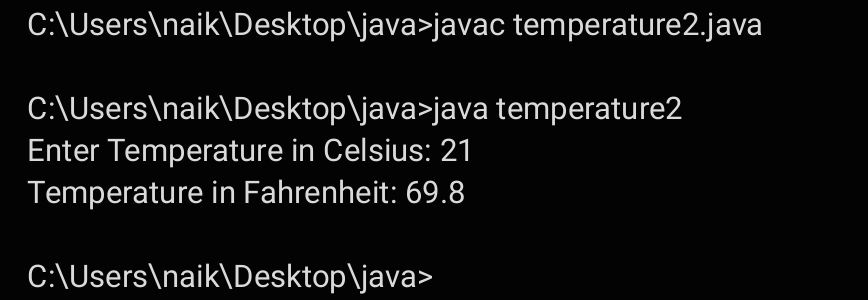 C:\Users\naik\Desktop\java>javac temperature2.java
C:\Users\naik\Desktop\java>java temperature2
Enter Temperature in Celsius: 21
Temperature in Fahrenheit: 69.8
C:\Users\naik\Desktop\java>